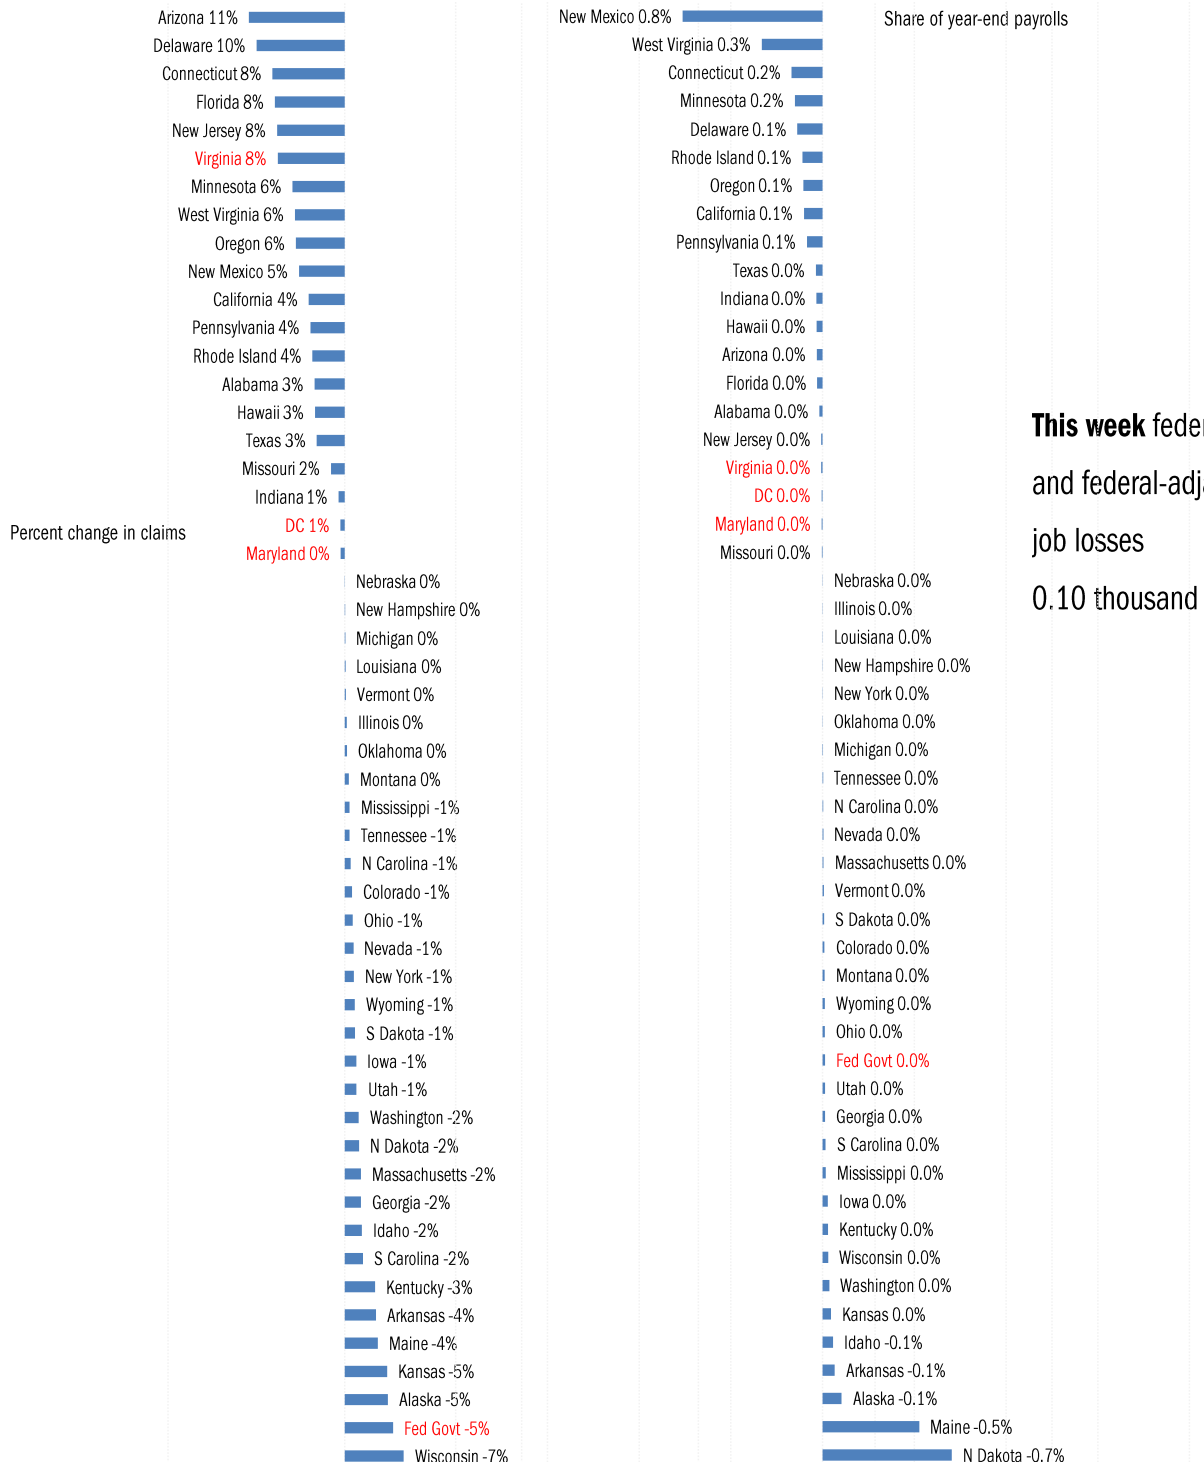 Arizona 11%
Delaware 10%
Connecticut 8%
Florida 8%
New Jersey 8%
Virginia 8%
Minnesota 6%
West Virginia 6%
Oregon 6%
New Mexico 5%
California 4%
Pennsylvania 4%
Rhode Island 4%
Alabama 3%
Hawaii 3%
Texas 3%
Missouri 2%
Indiana 1%
DC 1%
Percent change in claims
Maryland 0%
Nebraska 0%
New Hampshire 0%
Michigan 0%
Louisiana 0%
Vermont 0%
Illinois 0%
Oklahoma 0%
Montana 0%
Mississippi -1%
Tennessee -1%
N Carolina -1%
Colorado -1%
Ohio -1%
Nevada -1%
New York -1%
Wyoming -1%
S Dakota -1%
Iowa -1%
Utah -1%
Washington -2%
N Dakota -2%
Massachusetts -2%
Georgia -2%
Idaho -2%
S Carolina -2%
Kentucky -3%
Arkansas -4%
Maine -4%
Kansas -5%
Alaska -5%
Fed Govt -5%
Wisconsin -7%
New Mexico 0.8%
Share of year-end payrolls
West Virginia 0.3%
Connecticut 0.2%
Minnesota 0.2%
Delaware 0.1%
Rhode Island 0.1%
Oregon 0.1%
California 0.1%
Pennsylvania 0.1%
Texas 0.0%
Indiana 0.0%
Hawaii 0.0%
Arizona 0.0%
Florida 0.0%
Alabama 0.0%
New Jersey 0.0%
Virginia 0.0%
DC 0.0%
Maryland 0.0%
Missouri 0.0%
Nebraska 0.0%
Illinois 0.0%
Louisiana 0.0%
New Hampshire 0.0%
New York 0.0%
Oklahoma 0.0%
Michigan 0.0%
Tennessee 0.0%
N Carolina 0.0%
Nevada 0.0%
Massachusetts 0.0%
Vermont 0.0%
S Dakota 0.0%
Colorado 0.0%
Montana 0.0%
Wyoming 0.0%
Ohio 0.0%
Fed Govt 0.0%
Utah 0.0%
Georgia 0.0%
S Carolina 0.0%
Mississippi 0.0%
Iowa 0.0%
Kentucky 0.0%
Wisconsin 0.0%
Washington 0.0%
Kansas 0.0%
Idaho -0.1%
Arkansas -0.1%
Alaska -0.1%
Maine -0.5%
N Dakota -0.7%
This week
and
job losses
0.10 thousand